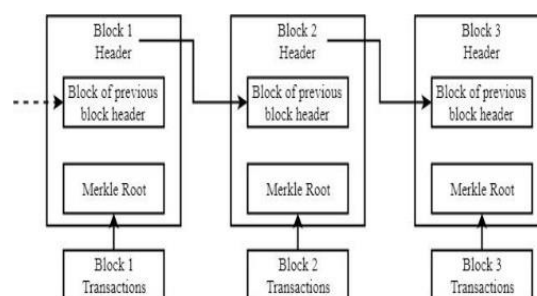 Block 1
Header
Block of previous
block header
Merkle Root
Block 1
Transactions
Block 2
Header
Block of previous
block header
Merkle Root
Block 2
Transactions
Block 3
Header
Block of previous
block header
Merkle Root
Block 3
Transactions